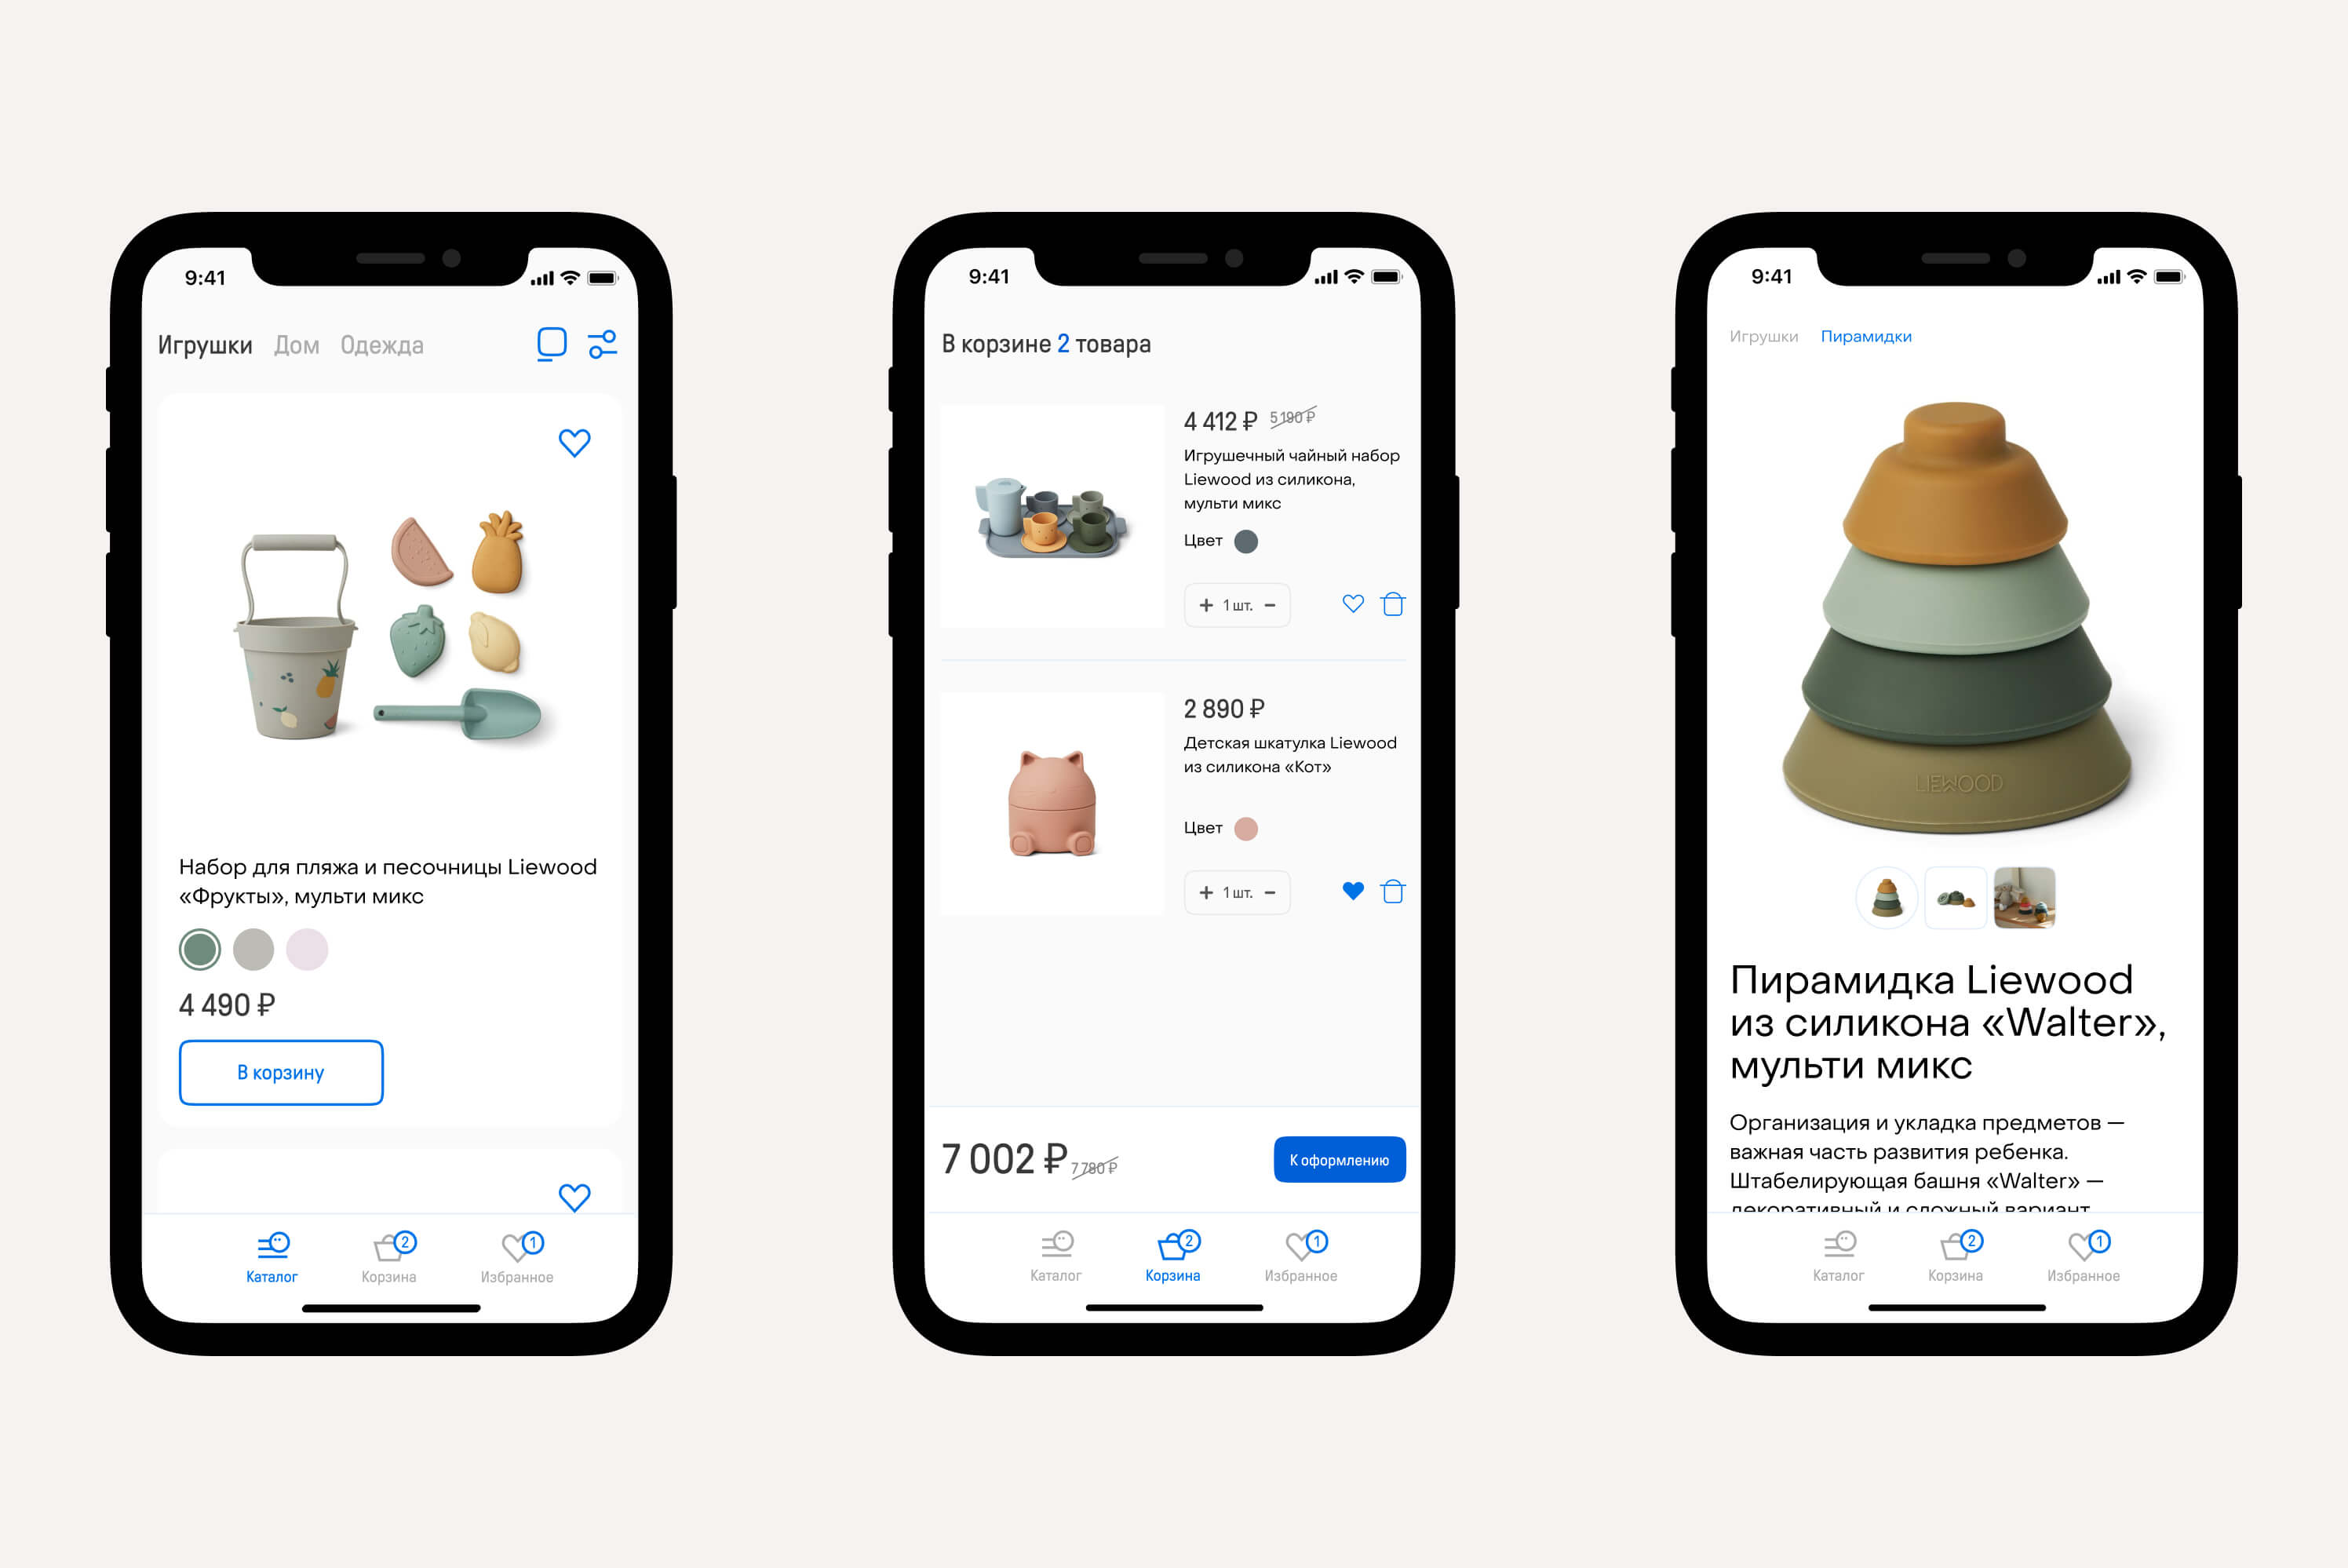 9:41
Игрушки Дом Одежда
Набор для пляжа и песочницы Liewood
«Фрукты», мульти микс
4 490 ₽
В корзину
2
1
Каталог Корзина Избранное
9:41
В корзине 2 товара
4 412 ₽ 5 190 ₽
Игрушечный чайный набор
Liewood из силикона,
мульти микс
Цвет
+ 1 шт. −
2 890 ₽
Детская шкатулка Liewood
из силикона «Кот»
Цвет
+ 1 шт. −
7 002 ₽ 7 780 ₽
К оформлению
2
1
Каталог Корзина Избранное
9:41
Игрушки Пирамидки
LIEWOOD
Пирамидка Liewood
из силикона «Walter»,
мульти микс
Организация и укладка предметов —
важная часть развития ребенка.
Штабелирующая башня «Walter» —
декоративный и сложный вариант
2
1
Каталог Корзина Избранное